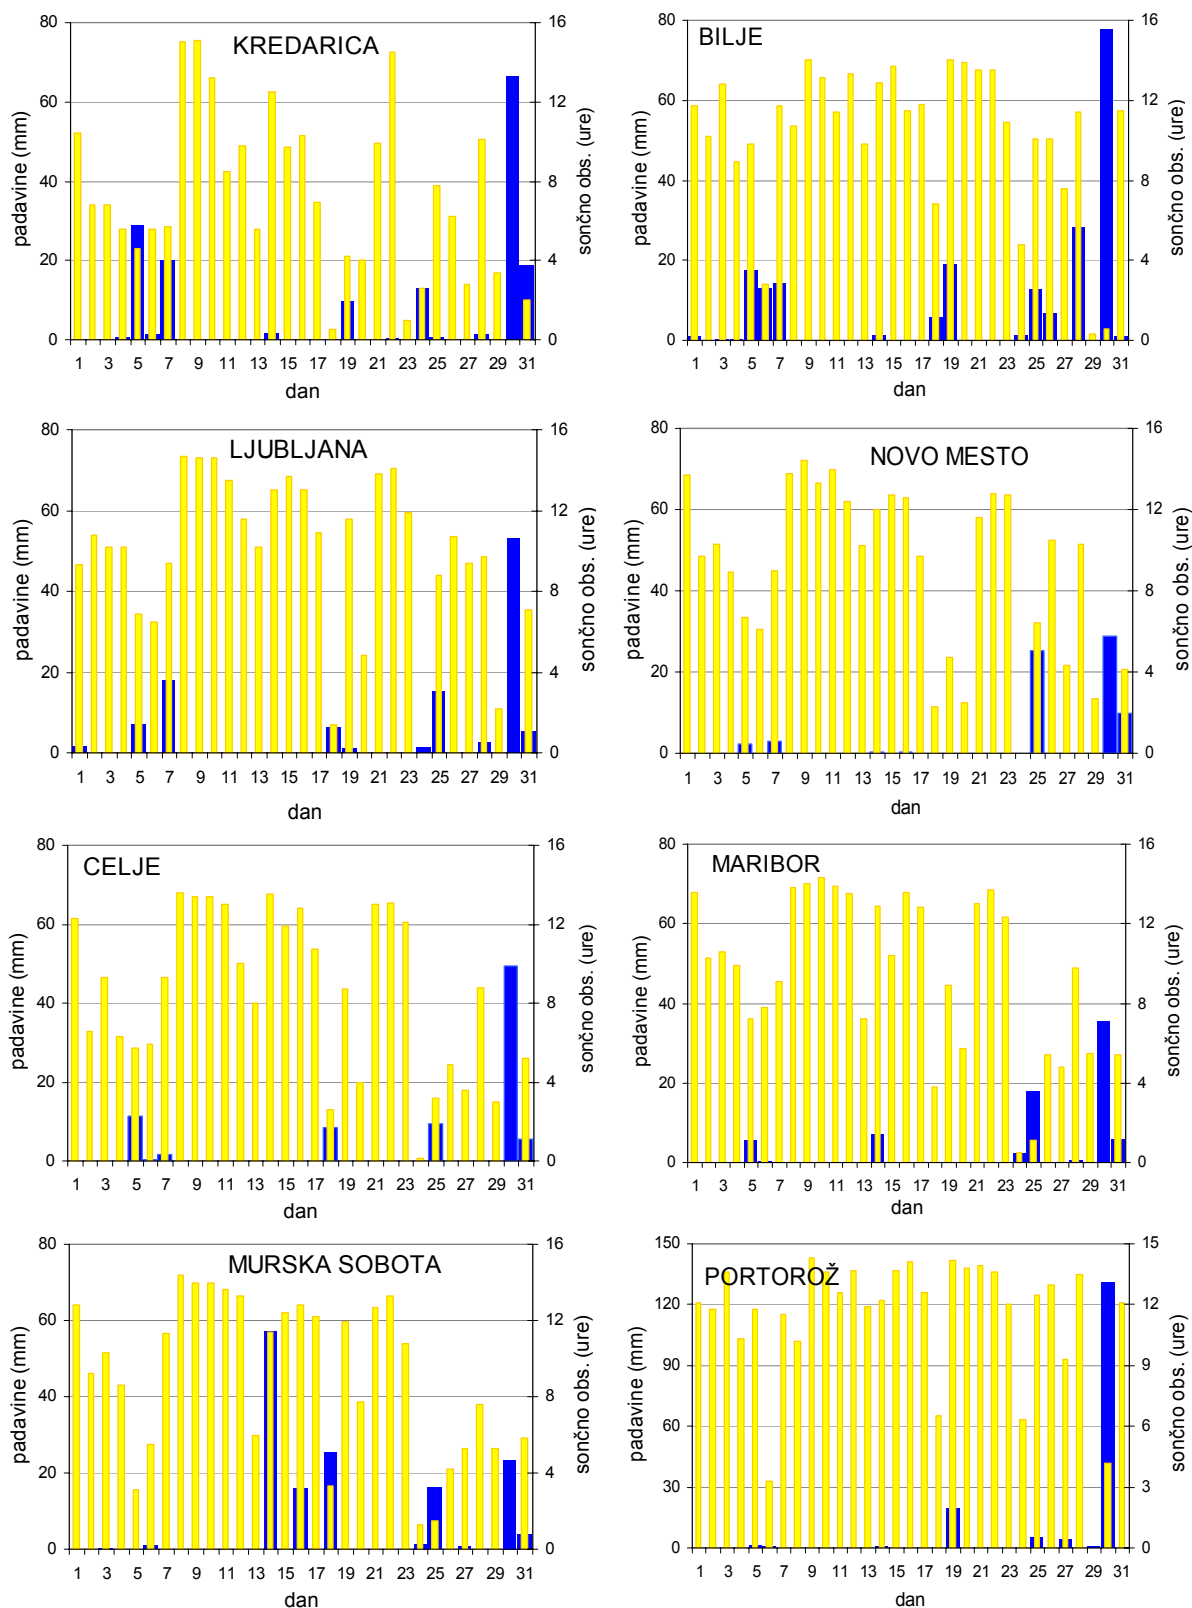 KREDARICA
padavine (mm)
80
60
40
20
0
16
12
8
4
0
sončno obs. (ure)
1 3 5 7 9 11 13 15 17 19 21 23 25 27 29 31
dan
BILJE
padavine (mm)
80
60
40
20
0
16
12
8
4
0
sončno obs. (ure)
1 3 5 7 9 11 13 15 17 19 21 23 25 27 29 31
dan
LJUBLJANA
padavine (mm)
80
60
40
20
0
16
12
8
4
0
sončno obs. (ure)
1 3 5 7 9 11 13 15 17 19 21 23 25 27 29 31
dan
NOVO MESTO
padavine (mm)
80
60
40
20
0
16
12
8
4
0
sončno obs. (ure)
1 3 5 7 9 11 13 15 17 19 21 23 25 27 29 31
dan
CELJE
padavine (mm)
80
60
40
20
0
16
12
8
4
0
sončno obs. (ure)
1 3 5 7 9 11 13 15 17 19 21 23 25 27 29 31
dan
MARIBOR
padavine (mm)
80
60
40
20
0
16
12
8
4
0
sončno obs. (ure)
1 3 5 7 9 11 13 15 17 19 21 23 25 27 29 31
dan
MURSKA SOBOTA
padavine (mm)
80
60
40
20
0
16
12
8
4
0
sončno obs. (ure)
1 3 5 7 9 11 13 15 17 19 21 23 25 27 29 31
dan
PORTOROŽ
padavine (mm)
150
120
90
60
30
0
15
12
9
6
3
0
sončno obs. (ure)
1 3 5 7 9 11 13 15 17 19 21 23 25 27 29 31
dan